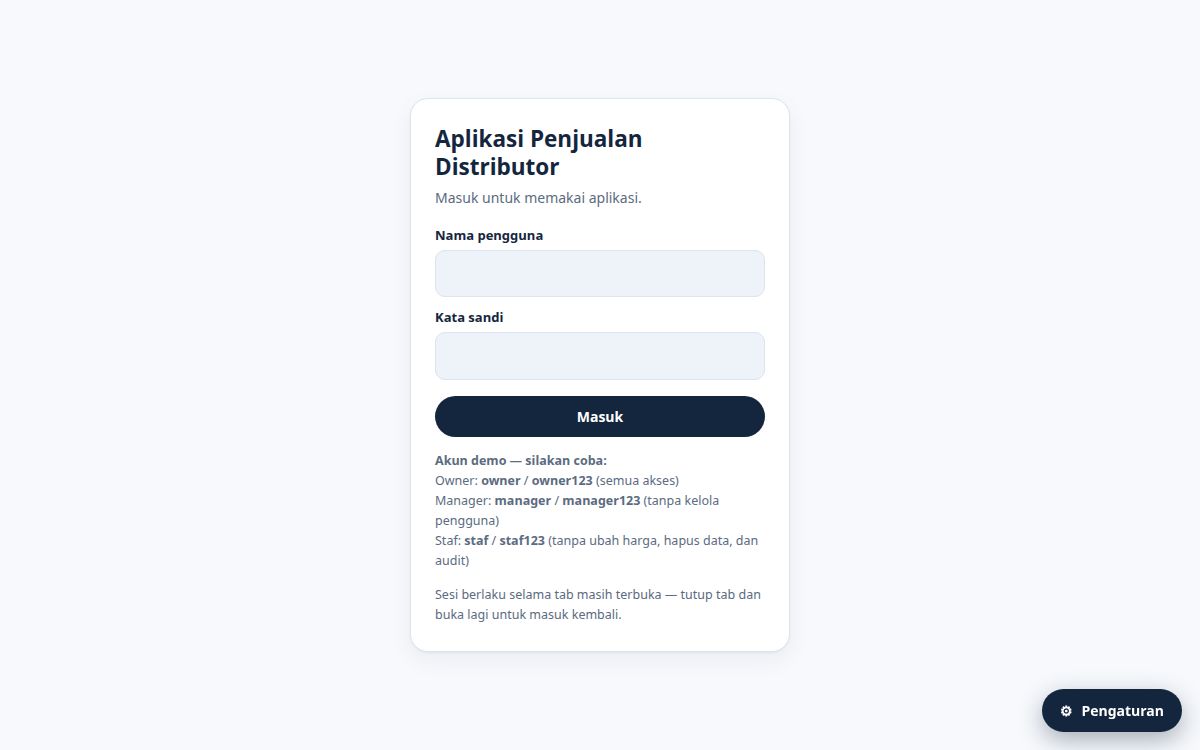 Aplikasi Penjualan
Distributor
Masuk untuk memakai aplikasi.
Nama pengguna
Kata sandi
Masuk
Akun demo — silakan coba:
Owner: owner / owner123 (semua akses)
Manager: manager / manager123 (tanpa kelola
pengguna)
Staf: staf / staf123 (tanpa ubah harga, hapus data, dan
audit)
Sesi berlaku selama tab masih terbuka — tutup tab dan
buka lagi untuk masuk kembali.
⚙ Pengaturan